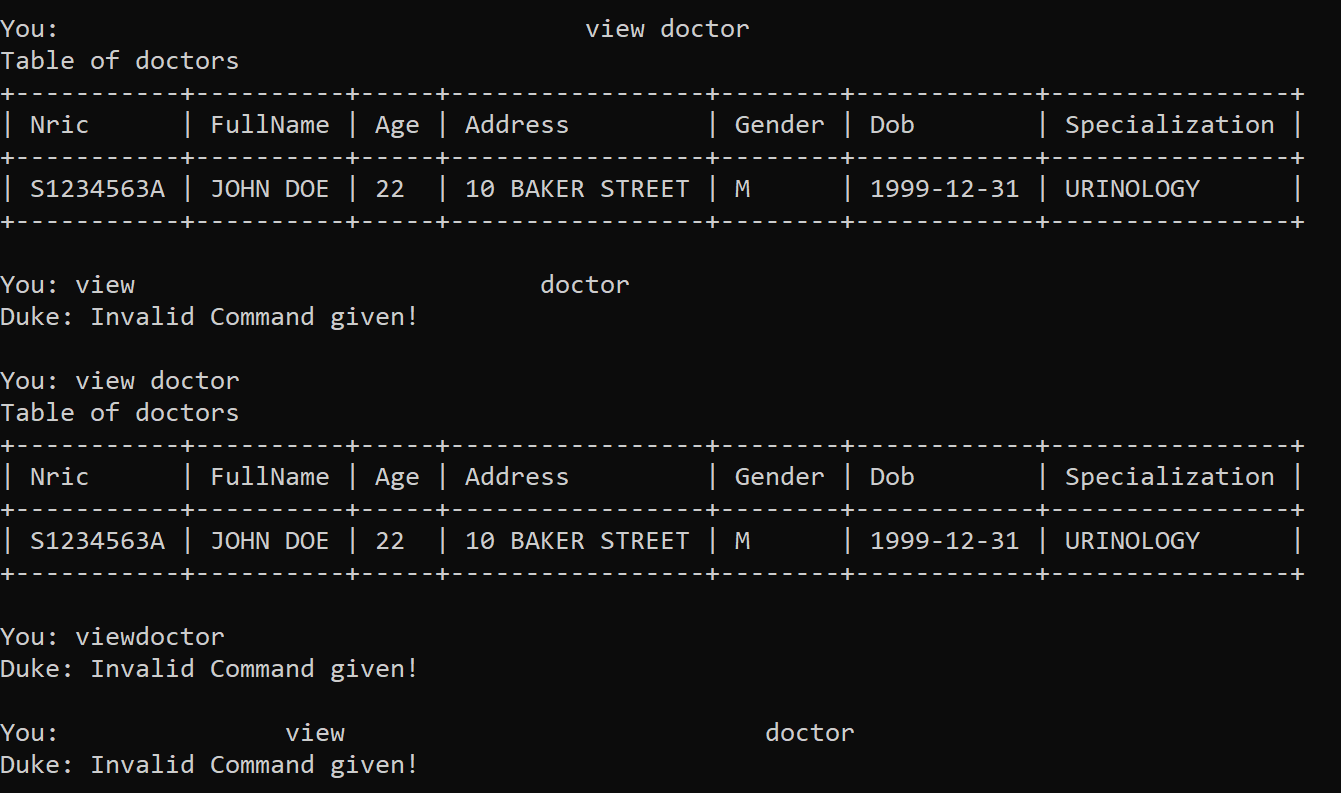 You:                                   view doctor
Table of doctors
+-----------+----------+-----+-----------------+--------+------------+----------------+
| Nric      | FullName | Age | Address         | Gender | Dob        | Specialization |
+-----------+----------+-----+-----------------+--------+------------+----------------+
| S1234563A | JOHN DOE | 22  | 10 BAKER STREET | M      | 1999-12-31 | URINOLOGY      |
+-----------+----------+-----+-----------------+--------+------------+----------------+
You: view                           doctor
Duke: Invalid Command given!
You: view doctor
Table of doctors
+-----------+----------+-----+-----------------+--------+------------+----------------+
| Nric      | FullName | Age | Address         | Gender | Dob        | Specialization |
+-----------+----------+-----+-----------------+--------+------------+----------------+
| S1234563A | JOHN DOE | 22  | 10 BAKER STREET | M      | 1999-12-31 | URINOLOGY      |
+-----------+----------+-----+-----------------+--------+------------+----------------+
You: viewdoctor
Duke: Invalid Command given!
You:               view                            doctor
Duke: Invalid Command given!